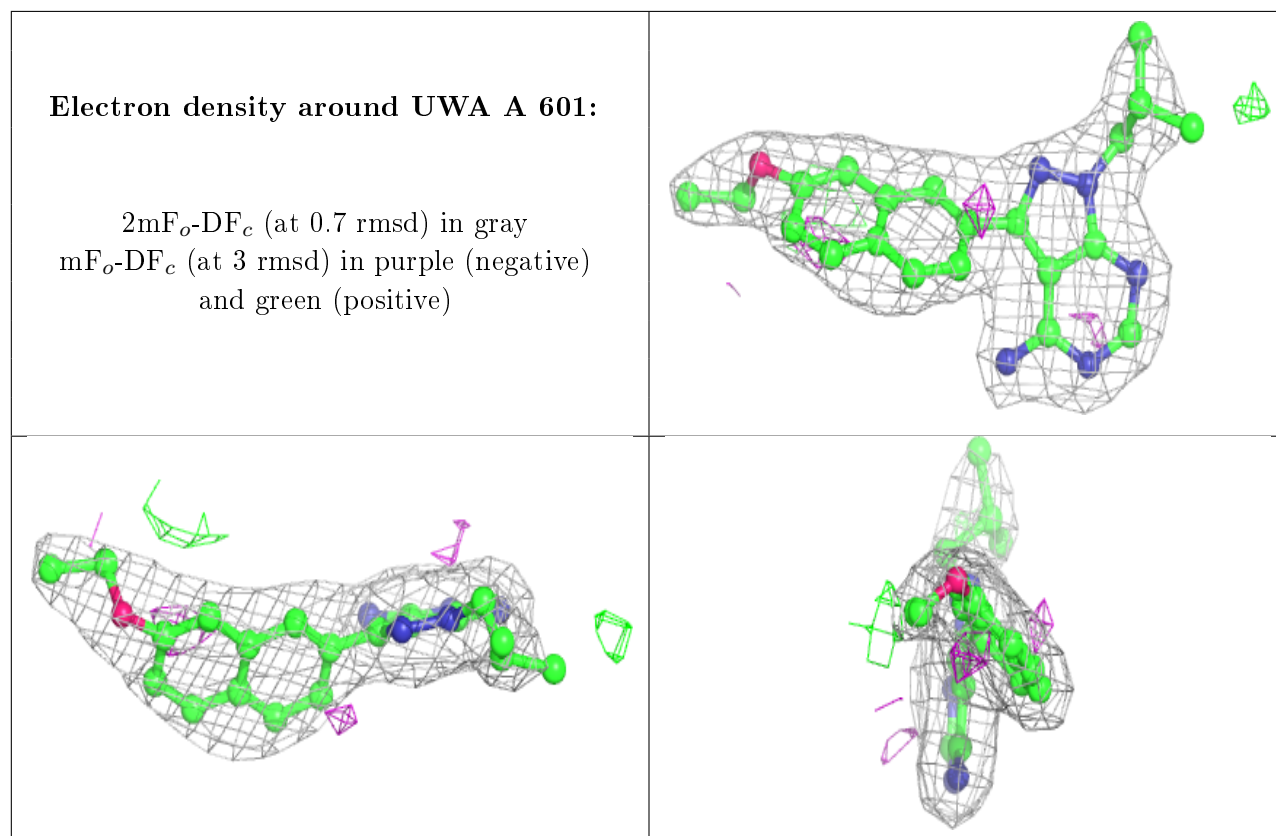 Electron density around UWA A 601:
2mFo-DFc (at 0.7 rmsd) in gray
mFo-DFc (at 3 rmsd) in purple (negative)
and green (positive)